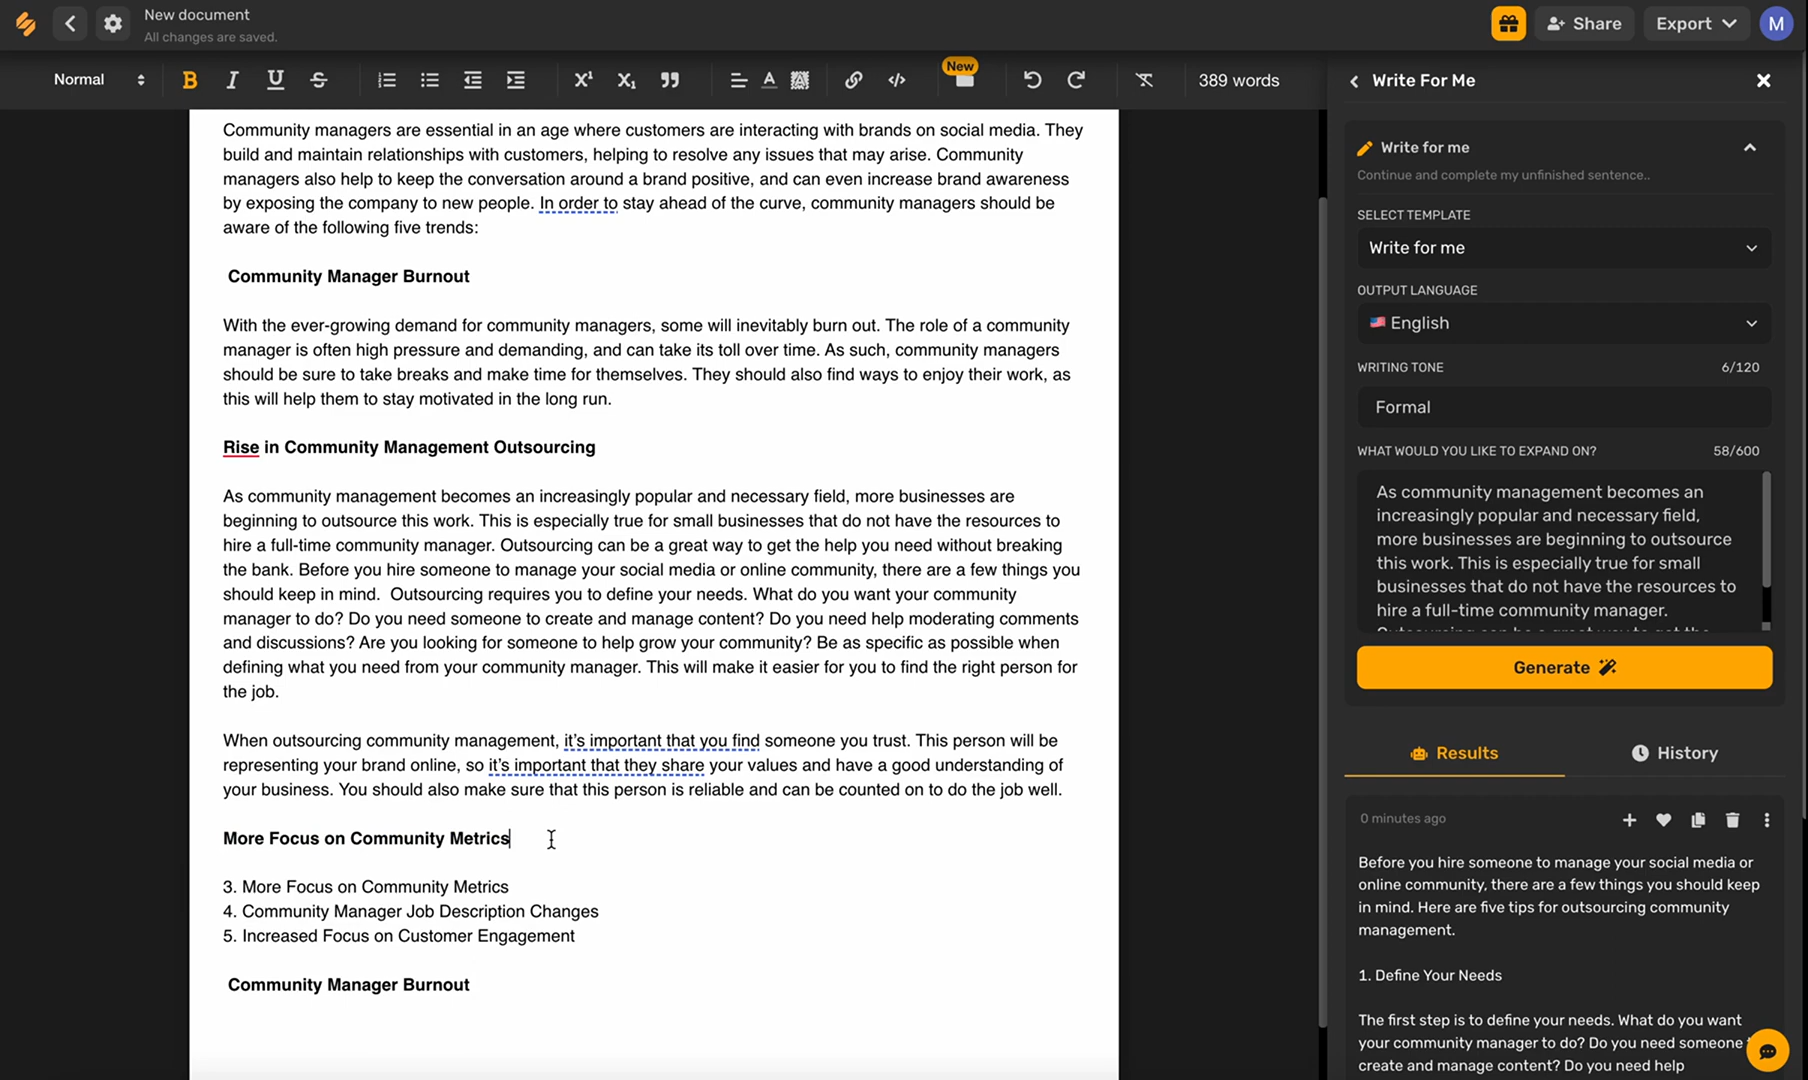 New document
All changes are saved.
Share
Export
M
Normal
B
I
U
S
X¹
X₁
A
New
389 words
Write For Me
Community managers are essential in an age where customers are interacting with brands on social media. They
build and maintain relationships with customers, helping to resolve any issues that may arise. Community
managers also help to keep the conversation around a brand positive, and can even increase brand awareness
by exposing the company to new people. In order to stay ahead of the curve, community managers should be
aware of the following five trends:
Community Manager Burnout
With the ever-growing demand for community managers, some will inevitably burn out. The role of a community
manager is often high pressure and demanding, and can take its toll over time. As such, community managers
should be sure to take breaks and make time for themselves. They should also find ways to enjoy their work, as
this will help them to stay motivated in the long run.
Rise in Community Management Outsourcing
As community management becomes an increasingly popular and necessary field, more businesses are
beginning to outsource this work. This is especially true for small businesses that do not have the resources to
hire a full-time community manager. Outsourcing can be a great way to get the help you need without breaking
the bank. Before you hire someone to manage your social media or online community, there are a few things you
should keep in mind.  Outsourcing requires you to define your needs. What do you want your community
manager to do? Do you need someone to create and manage content? Do you need help moderating comments
and discussions? Are you looking for someone to help grow your community? Be as specific as possible when
defining what you need from your community manager. This will make it easier for you to find the right person for
the job.
When outsourcing community management, it's important that you find someone you trust. This person will be
representing your brand online, so it's important that they share your values and have a good understanding of
your business. You should also make sure that this person is reliable and can be counted on to do the job well.
More Focus on Community Metrics
3. More Focus on Community Metrics
4. Community Manager Job Description Changes
5. Increased Focus on Customer Engagement
Community Manager Burnout
Write for me
Continue and complete my unfinished sentence..
SELECT TEMPLATE
Write for me
OUTPUT LANGUAGE
English
WRITING TONE 6/120
Formal
WHAT WOULD YOU LIKE TO EXPAND ON? 58/600
As community management becomes an
increasingly popular and necessary field,
more businesses are beginning to outsource
this work. This is especially true for small
businesses that do not have the resources to
hire a full-time community manager.
Outsourcing can be a great way to get the
Generate
Results
History
0 minutes ago
Before you hire someone to manage your social media or
online community, there are a few things you should keep
in mind. Here are five tips for outsourcing community
management.
1. Define Your Needs
The first step is to define your needs. What do you want
your community manager to do? Do you need someone
create and manage content? Do you need help